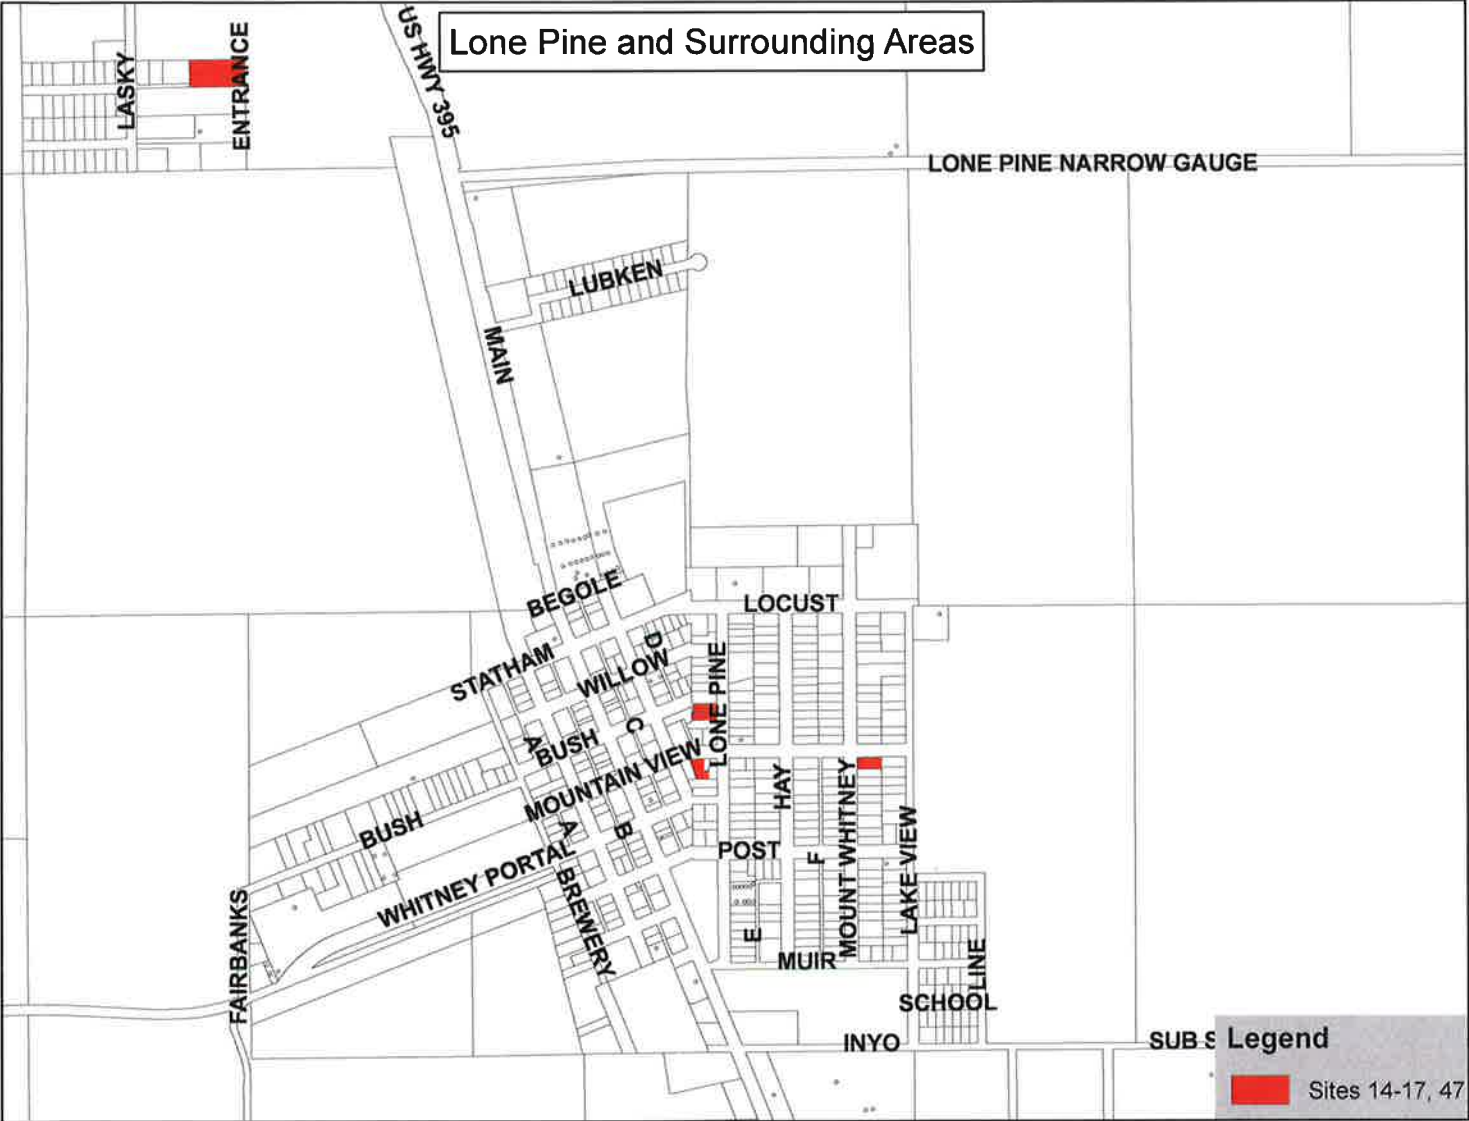 Lone Pine and Surrounding Areas
US HWY 395
LASKY
ENTRANCE
LONE PINE NARROW GAUGE
LUBKEN
MAIN
BEGOLE
LOCUST
STATHAM
D
WILLOW
LONE PINE
C
A
BUSH
MOUNTAIN VIEW
HAY
MOUNT WHITNEY
BUSH
A
B
POST
F
LAKE VIEW
WHITNEY PORTAL
BREWERY
FAIRBANKS
E
MUIR
LINE
SCHOOL
INYO
SUB S
Legend
Sites 14-17, 47